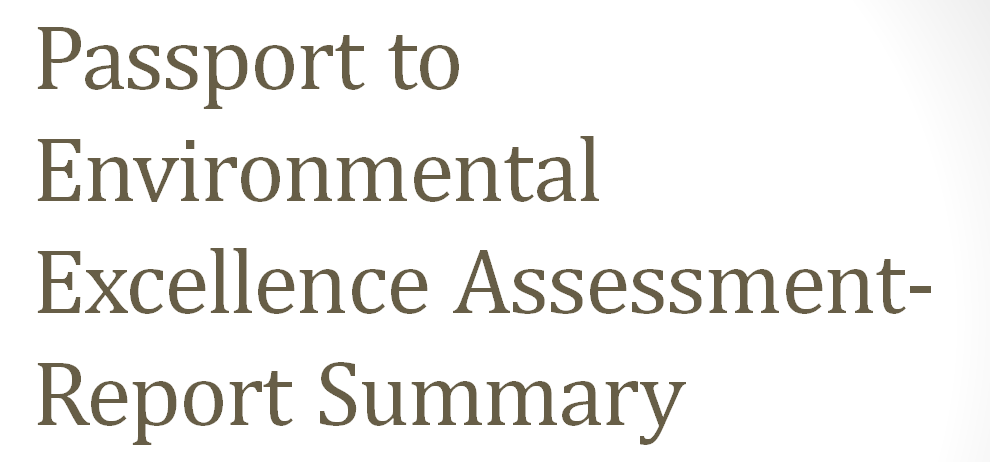 Passport to
Environmental
Excellence Assessment-
Report Summary